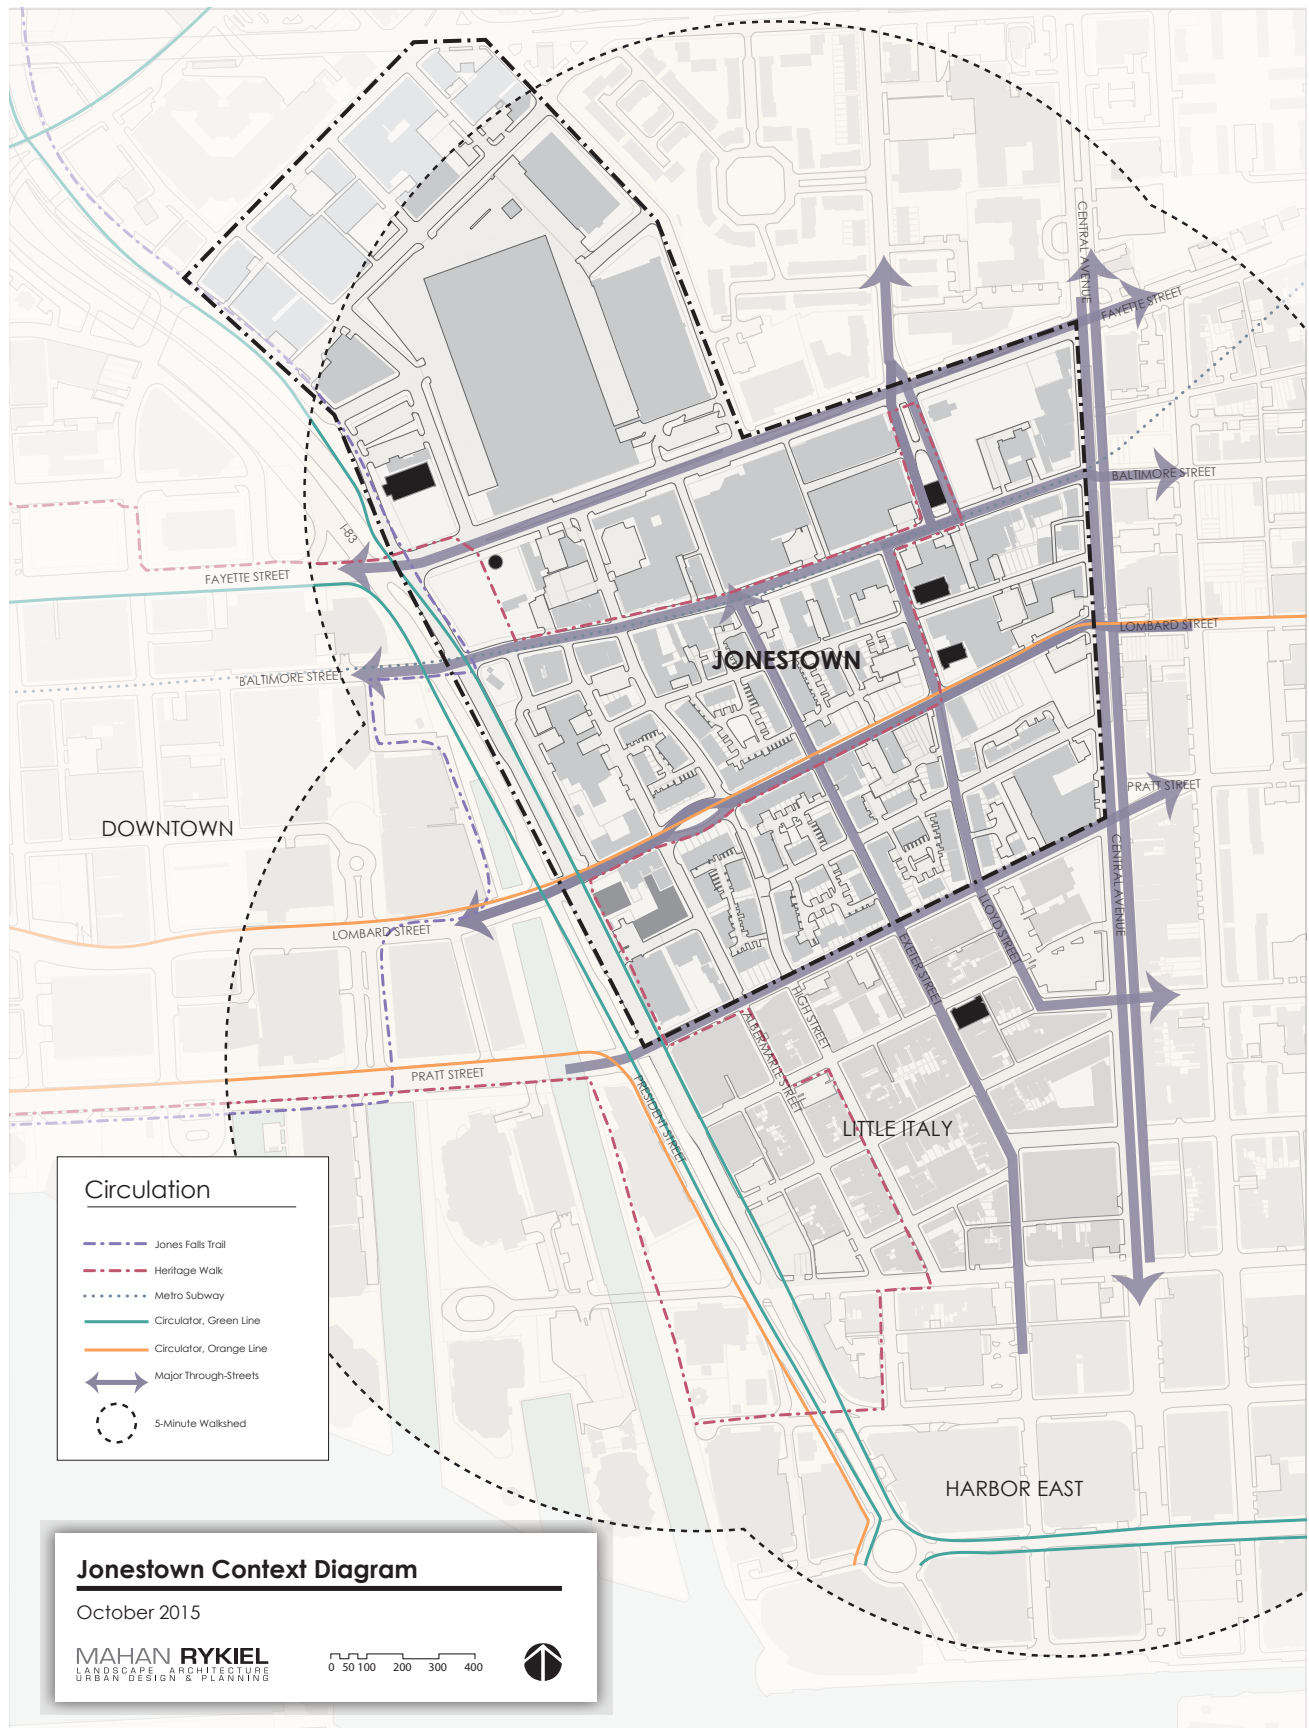 CENTRAL AVENUE
FAYETTE STREET
BALTIMORE STREET
I-83
FAYETTE STREET
LOMBARD STREET
JONESTOWN
BALTIMORE STREET
PRATT STREET
DOWNTOWN
CENTRAL AVENUE
LLOYD STREET
LOMBARD STREET
EXETER STREET
HIGH STREET
ALBERMARLE STREET
PRATT STREET
PRESIDENT STREET
LITTLE ITALY
Circulation
Jones Falls Trail
Heritage Walk
Metro Subway
Circulator, Green Line
Circulator, Orange Line
Major Through-Streets
5-Minute Walkshed
HARBOR EAST
Jonestown Context Diagram
October 2015
MAHAN RYKIEL
LANDSCAPE ARCHITECTURE
URBAN DESIGN & PLANNING
0 50 100 200 300 400